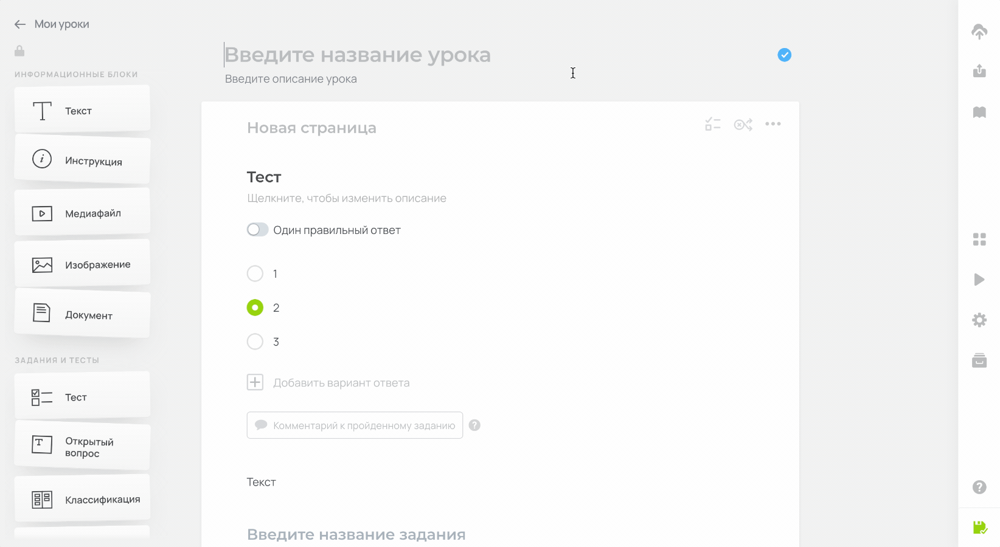 Мои уроки
ИНФОРМАЦИОННЫЕ БЛОКИ
Текст
Инструкция
Медиафайл
Изображение
Документ
ЗАДАНИЯ И ТЕСТЫ
Тест
Открытый
вопрос
Классификация
Введите название урока
Введите описание урока
Новая страница
Тест
Щелкните, чтобы изменить описание
Один правильный ответ
1
2
3
Добавить вариант ответа
Комментарий к пройденному заданию
Текст
Введите название задания